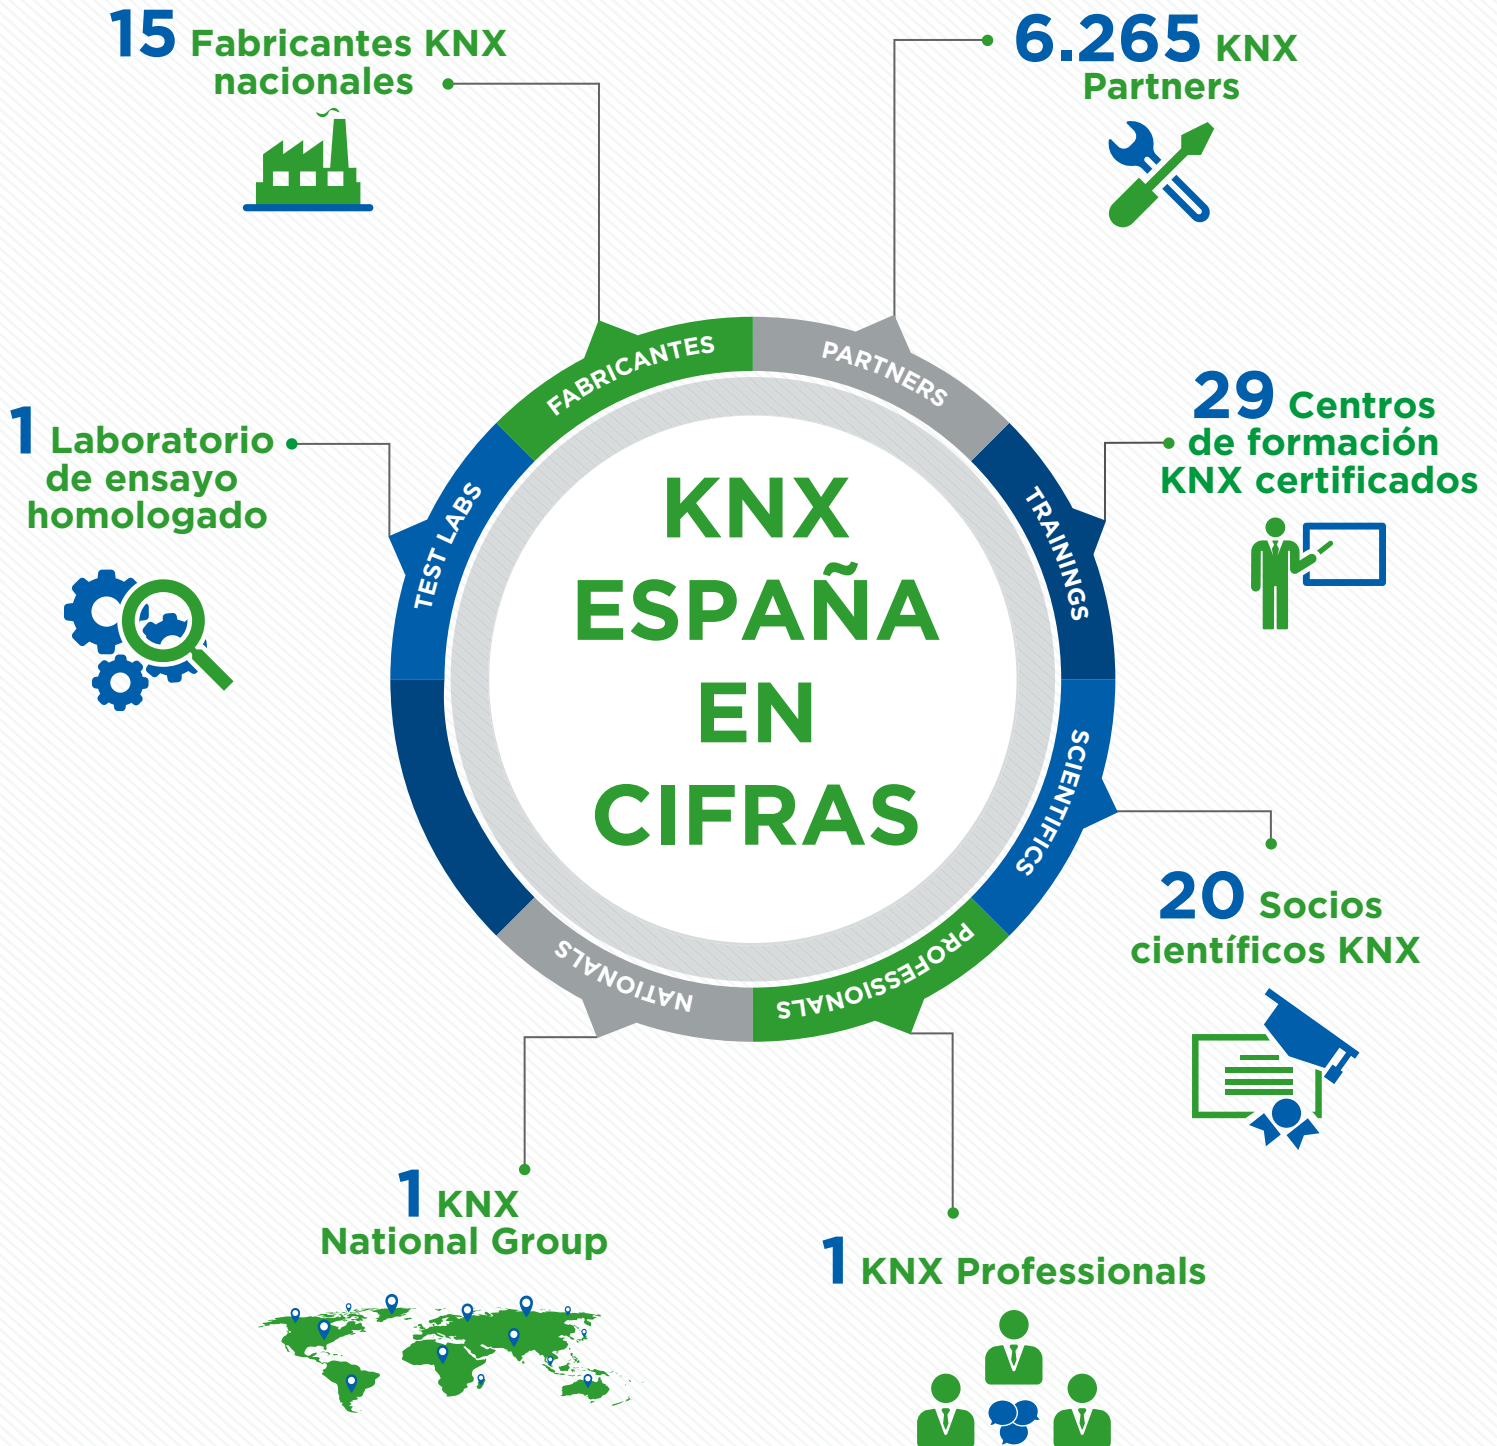 15 Fabricantes KNX
nacionales
6.265 KNX
Partners
FABRICANTES
PARTNERS
1 Laboratorio
de ensayo
homologado
29 Centros
de formación
KNX certificados
TEST LABS
TRAININGS
KNX
ESPAÑA
EN
CIFRAS
SCIENTIFICS
20 Socios
científicos KNX
PROFESSIONALS
NATIONALS
1 KNX
National Group
1 KNX Professionals